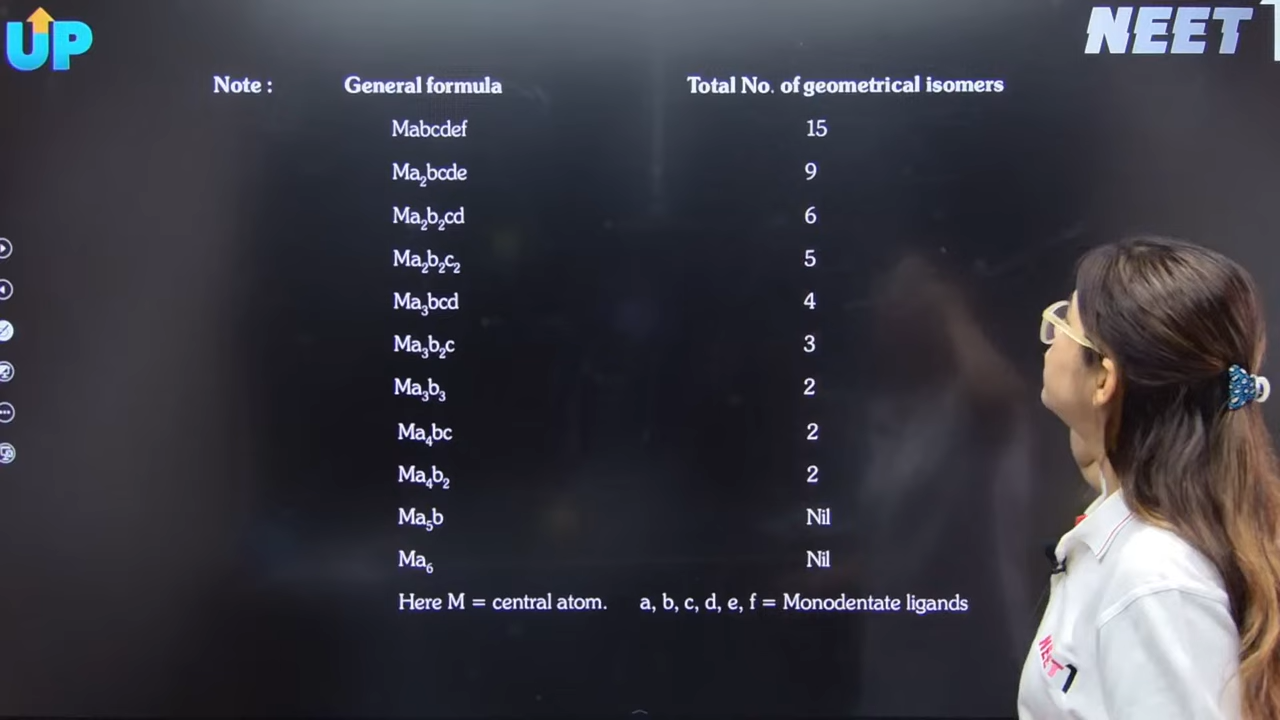 UP
NEET
Note : General formula Total No. of geometrical isomers
Mabcdef 15
Ma₂bcde 9
Ma₂b₂cd 6
Ma₂b₂c₂ 5
Ma₃bcd 4
Ma₃b₂c 3
Ma₃b₃ 2
Ma₄bc 2
Ma₄b₂ 2
Ma₅b Nil
Ma₆ Nil
Here M = central atom. a, b, c, d, e, f = Monodentate ligands
NEET